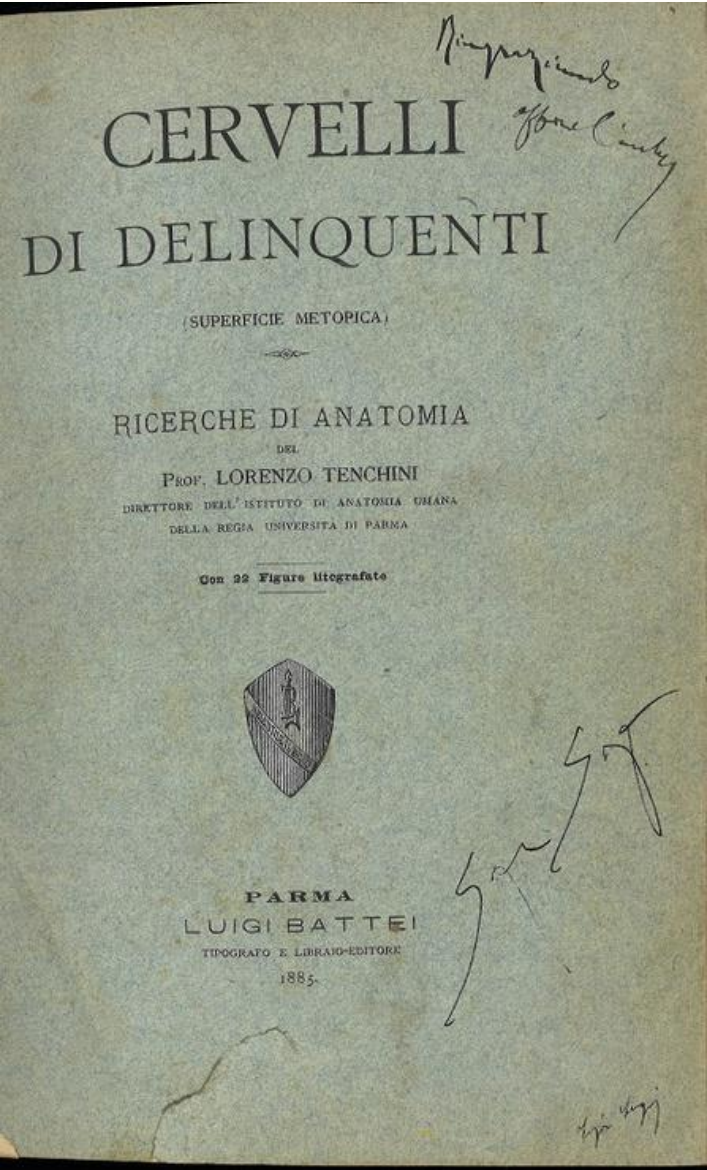 Ringraziando
CERVELLI
DI DELINQUENTI
(SUPERFICIE METOPICA)
RICERCHE DI ANATOMIA
DEL
PROF. LORENZO TENCHINI
DIRETTORE DELL' ISTITUTO DI ANATOMIA UMANA
DELLA REGIA UNIVERSITÀ DI PARMA
Con 22 Figure litografate
PARMA
LUIGI BATTEI
TIPOGRAFO E LIBRAIO-EDITORE
1885.